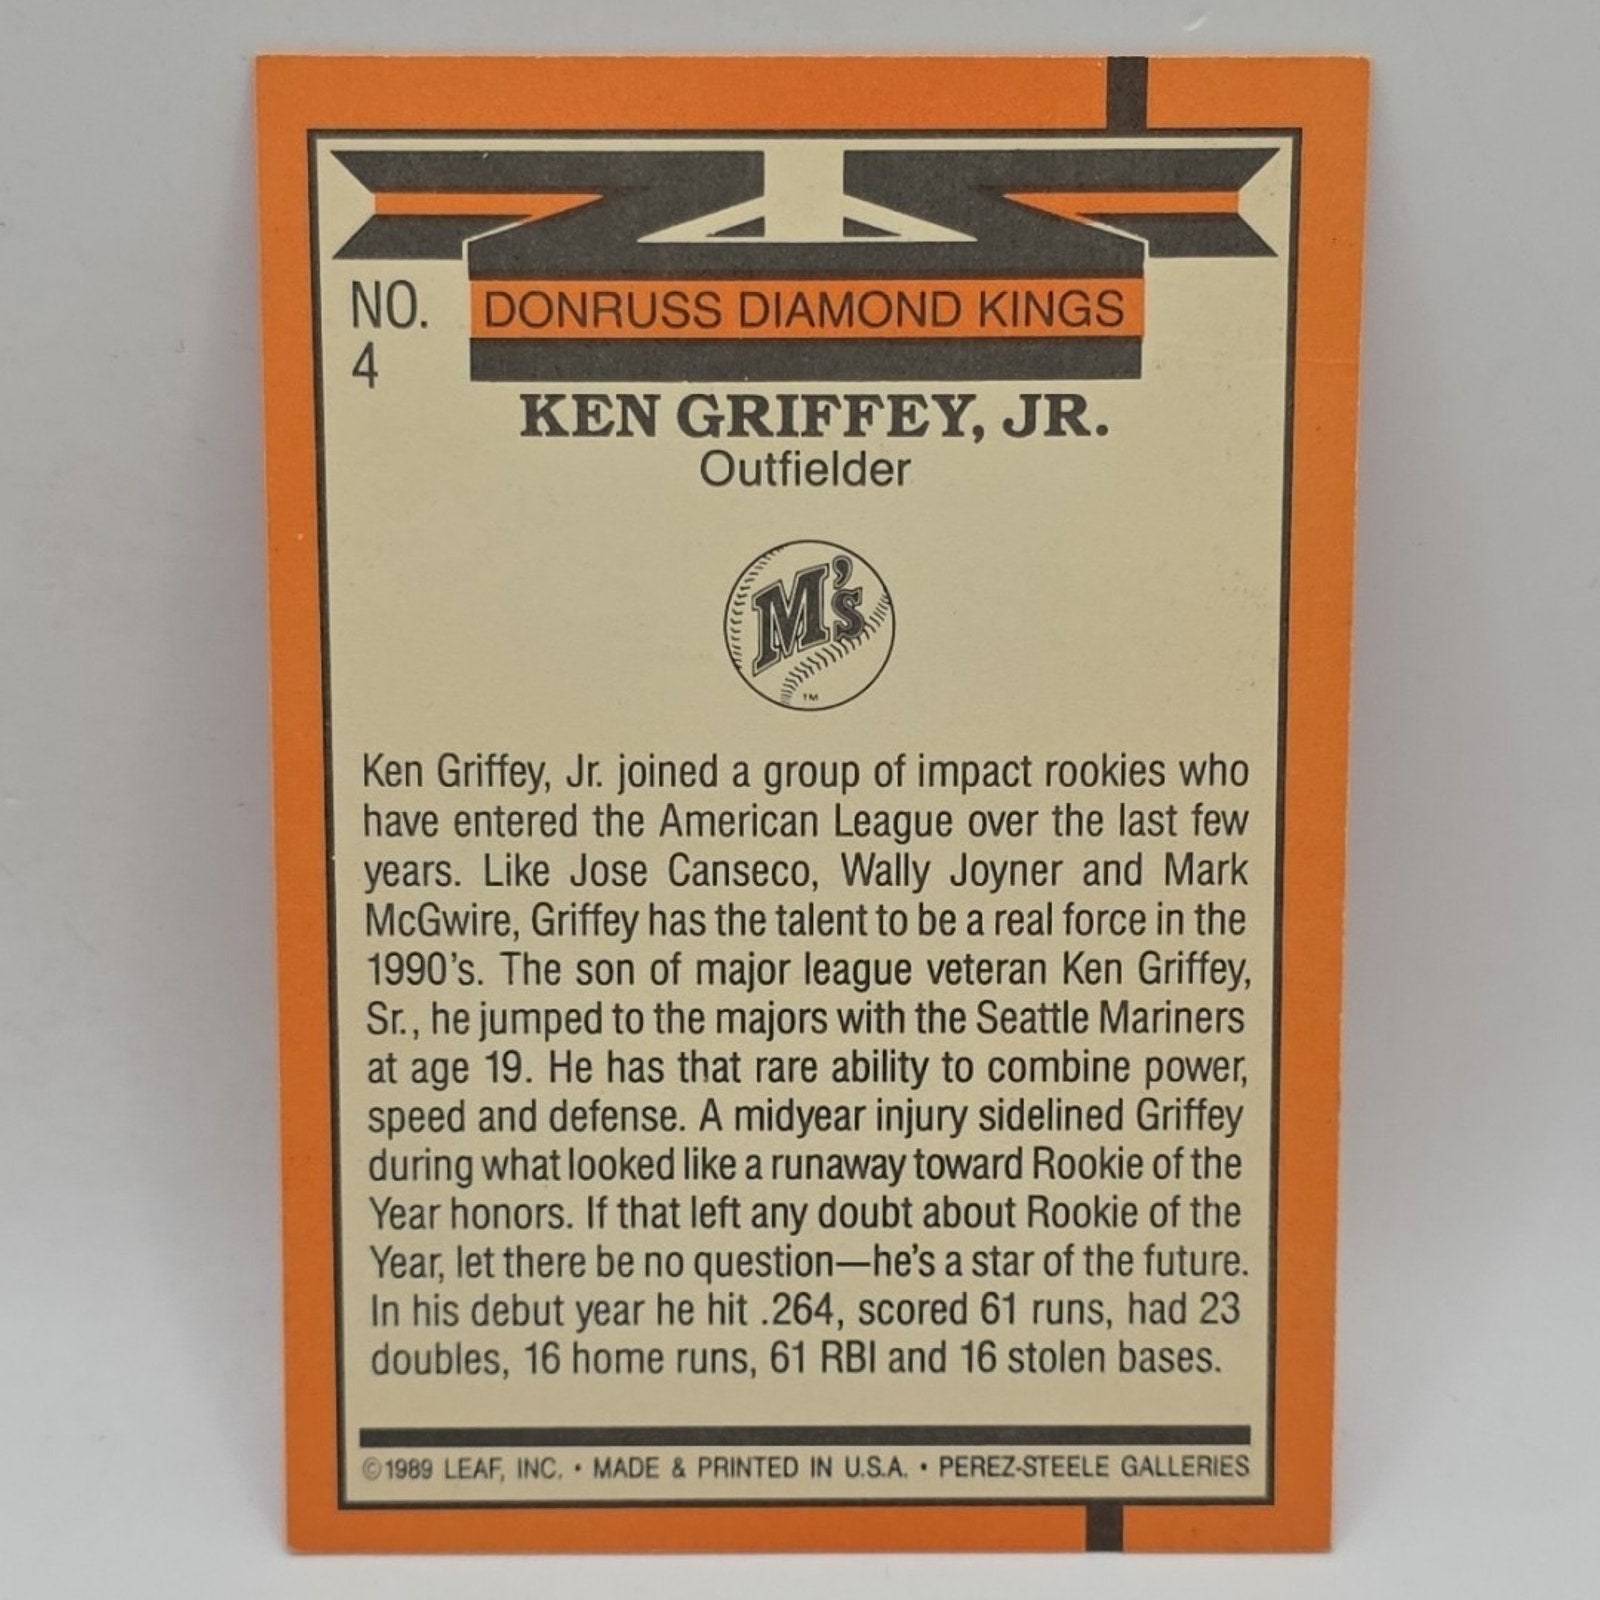 NO.
4
DONRUSS DIAMOND KINGS
KEN GRIFFEY, JR.
Outfielder
M's
TM
Ken Griffey, Jr. joined a group of impact rookies who
have entered the American League over the last few
years. Like Jose Canseco, Wally Joyner and Mark
McGwire, Griffey has the talent to be a real force in the
1990's. The son of major league veteran Ken Griffey,
Sr., he jumped to the majors with the Seattle Mariners
at age 19. He has that rare ability to combine power,
speed and defense. A midyear injury sidelined Griffey
during what looked like a runaway toward Rookie of the
Year honors. If that left any doubt about Rookie of the
Year, let there be no question—he's a star of the future.
In his debut year he hit .264, scored 61 runs, had 23
doubles, 16 home runs, 61 RBI and 16 stolen bases.
©1989 LEAF, INC. • MADE & PRINTED IN U.S.A. • PEREZ-STEELE GALLERIES